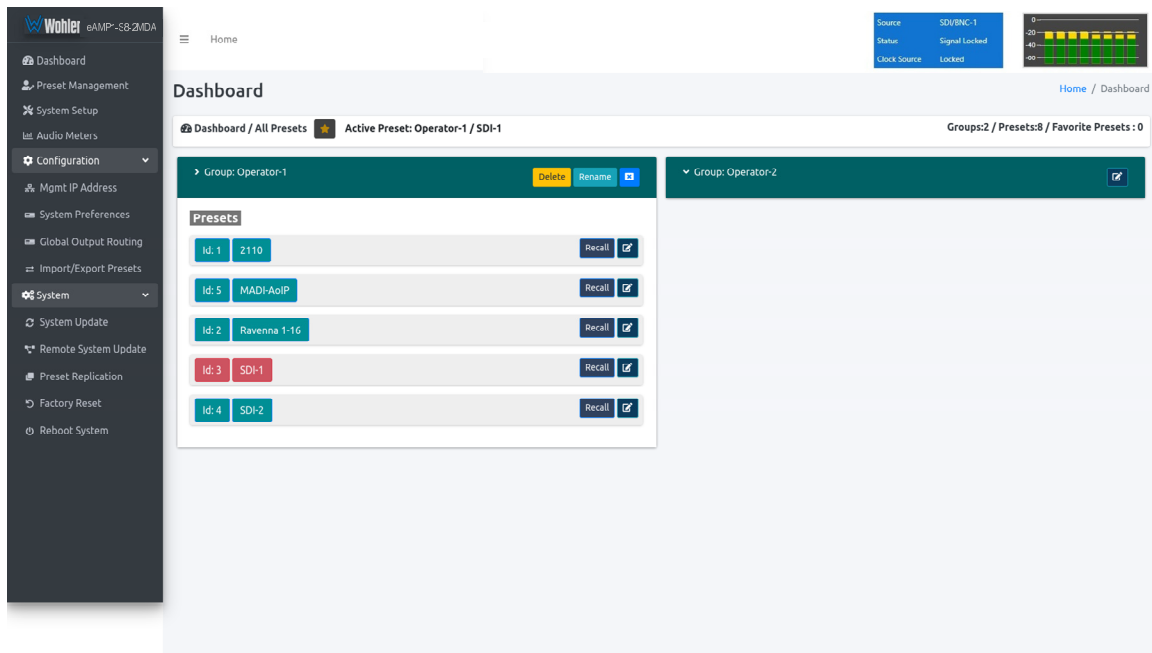 Wohler eAMP1-S8-2MDA
Dashboard
Preset Management
System Setup
Audio Meters
Configuration
Mgmt IP Address
System Preferences
Global Output Routing
Import/Export Presets
System
System Update
Remote System Update
Preset Replication
Factory Reset
Reboot System
Home
Source SDI/BNC-1
Status Signal Locked
Clock Source Locked
0
-20
-40
-oo
Dashboard
Home / Dashboard
Dashboard / All Presets Active Preset: Operator-1 / SDI-1
Groups:2 / Presets:8 / Favorite Presets : 0
Group: Operator-1 Delete Rename
Presets
Id: 1 2110 Recall
Id: 5 MADI-AoIP Recall
Id: 2 Ravenna 1-16 Recall
Id: 3 SDI-1 Recall
Id: 4 SDI-2 Recall
Group: Operator-2